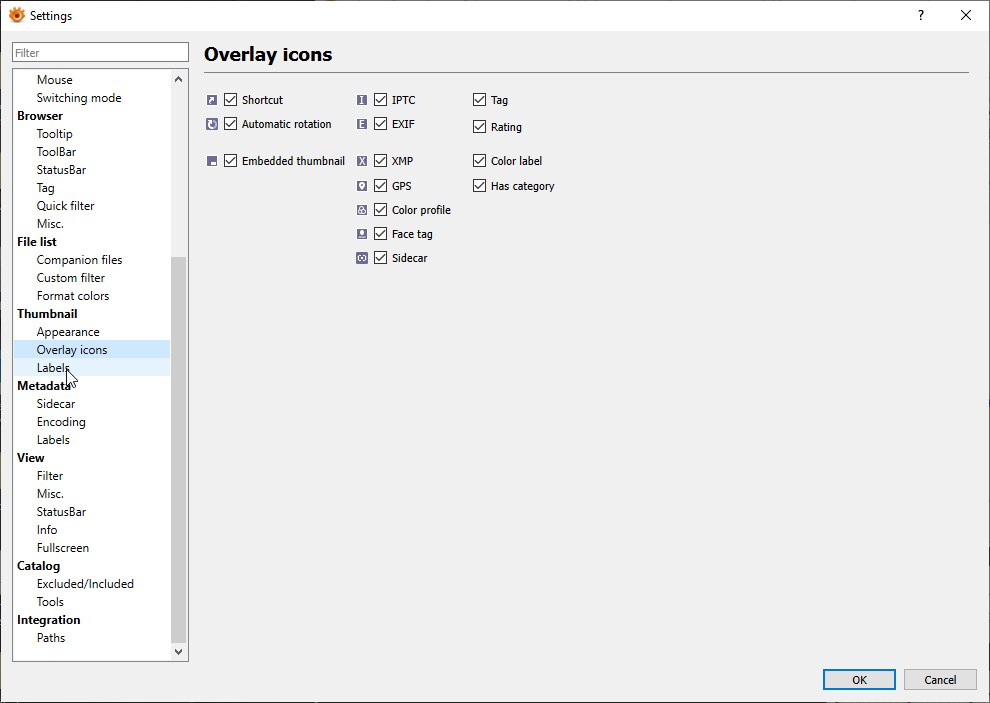 Settings
Filter
Mouse
Switching mode
Browser
Tooltip
ToolBar
StatusBar
Tag
Quick filter
Misc.
File list
Companion files
Custom filter
Format colors
Thumbnail
Appearance
Overlay icons
Labels
Metadata
Sidecar
Encoding
Labels
View
Filter
Misc.
StatusBar
Info
Fullscreen
Catalog
Excluded/Included
Tools
Integration
Paths
Overlay icons
Shortcut
Automatic rotation
Embedded thumbnail
IPTC
EXIF
XMP
GPS
Color profile
Face tag
Sidecar
Tag
Rating
Color label
Has category
OK
Cancel